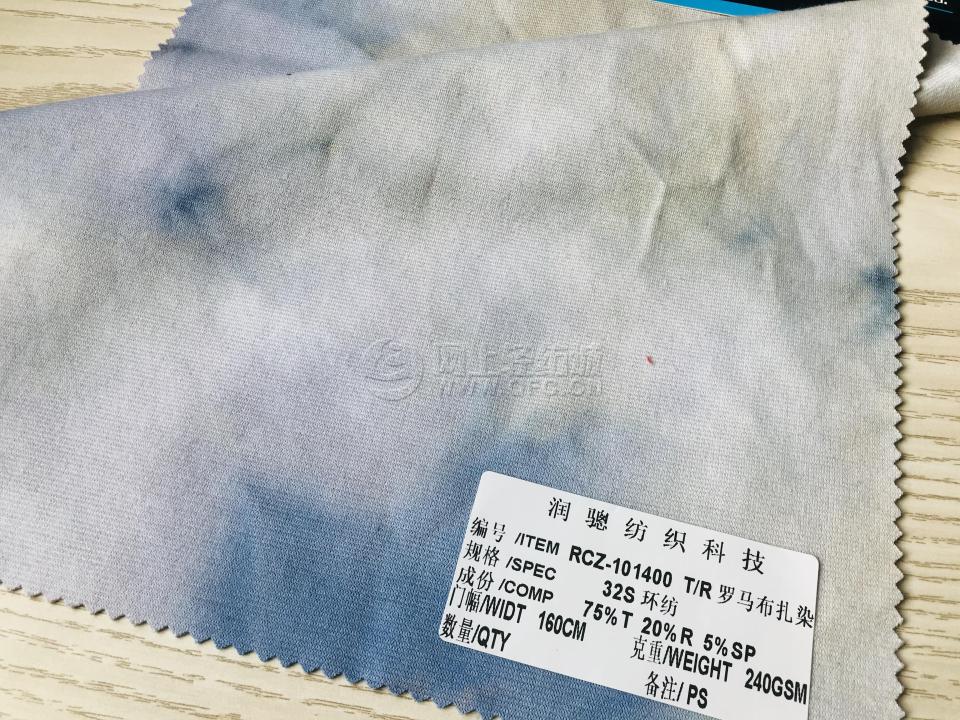 网上轻纺城
WWW.QFC.CN
润骢纺织科技
编号/ITEM RCZ-101400 T/R 罗马布扎染
规格/SPEC 32S 环纺
成份/COMP 75%T 20%R 5%SP
门幅/WIDT 160CM 克重/WEIGHT 240GSM
数量/QTY 备注/PS